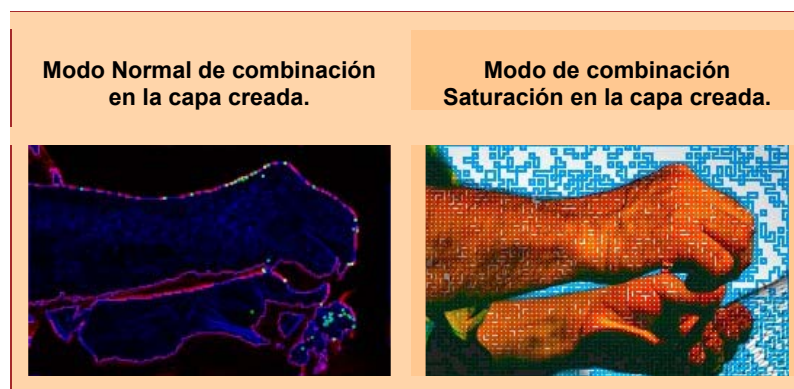 Modo Normal de combinación
en la capa creada.
Modo de combinación
Saturación en la capa creada.